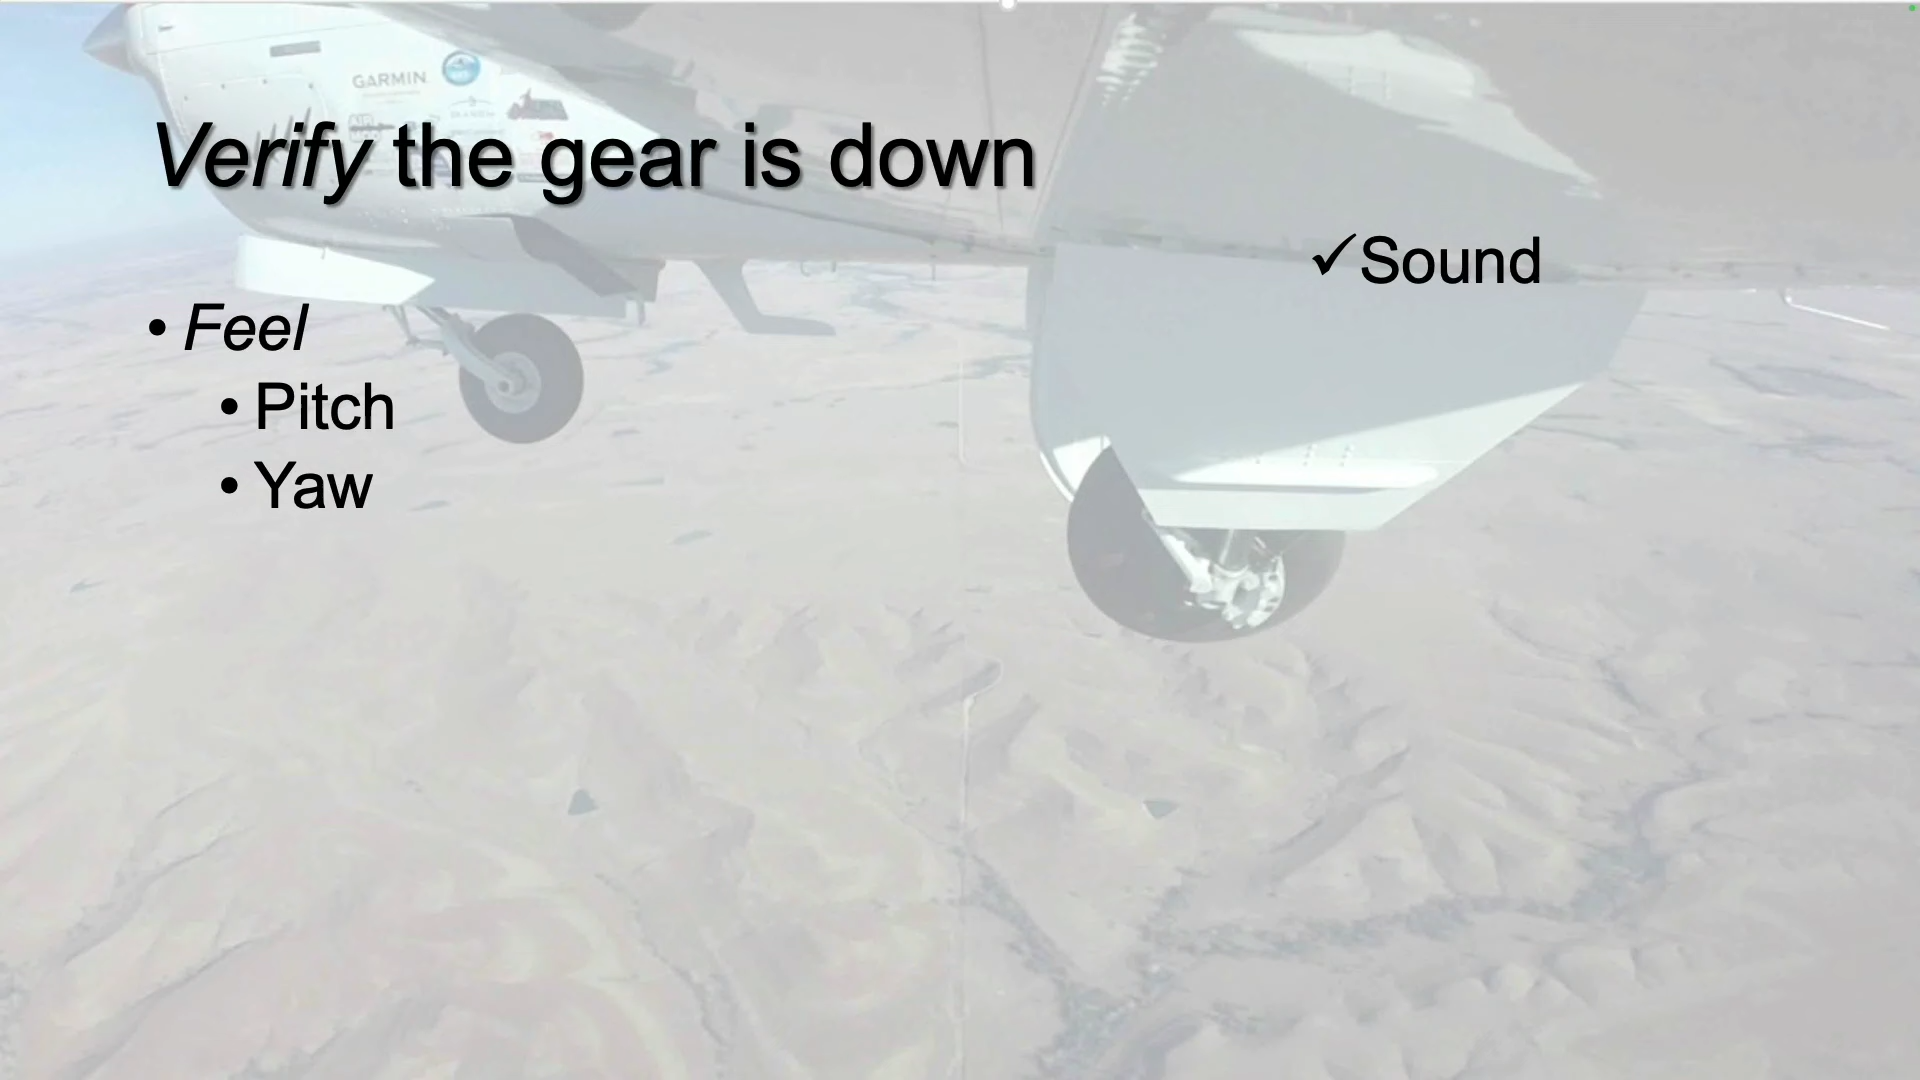 GARMIN
Verify the gear is down
✓Sound
• Feel
• Pitch
• Yaw